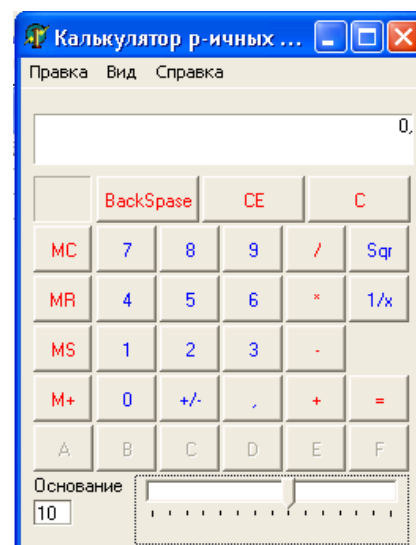 Калькулятор р-ичных ...
Правка Вид Справка
0,
BackSpase CE C
MC 7 8 9 / Sqr
MR 4 5 6 * 1/x
MS 1 2 3 -
M+ 0 +/- , + =
A B C D E F
Основание
10